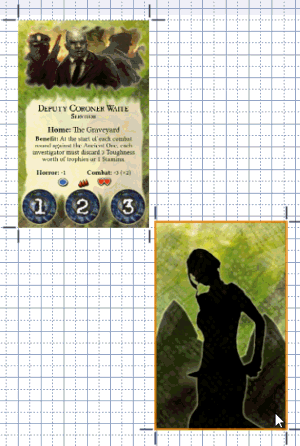 DEPUTY CORONER WAITE
SERVITOR
Home: The Graveyard
Benefit: At the start of each combat
round against the Ancient One, each
investigator must discard 5 Toughness
worth of trophies or 1 Stamina.
Horror: -1 Combat: -3 (+2)
1 2 3